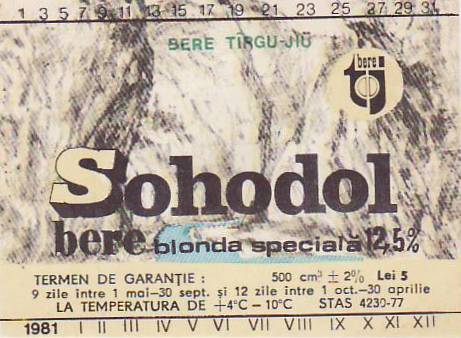 1 3 5 7 9 11 13 15 17 19 21 23 25 27 29 31
BERE TÎRGU-JIU
bere
tj
Sohodol
bere blonda specială 12,5%
TERMEN DE GARANȚIE : 500 cm³ ± 2% Lei 5
9 zile între 1 mai-30 sept. și 12 zile între 1 oct.-30 aprilie
LA TEMPERATURA DE +4°C – 10°C STAS 4230-77
1981 I II III IV V VI VII VIII IX X XI XII